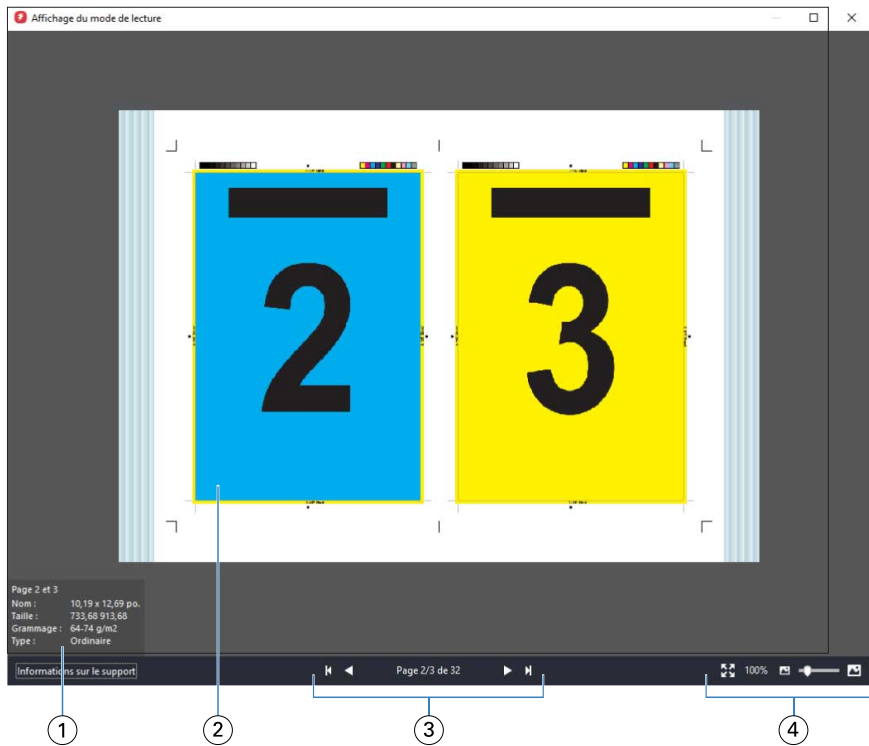 Affichage du mode de lecture
2 3
Page 2 et 3
Nom : 10,19 x 12,69 po.
Taille : 733,68 913,68
Grammage : 64-74 g/m2
Type : Ordinaire
Informations sur le support Page 2/3 de 32 100%
1 2 3 4